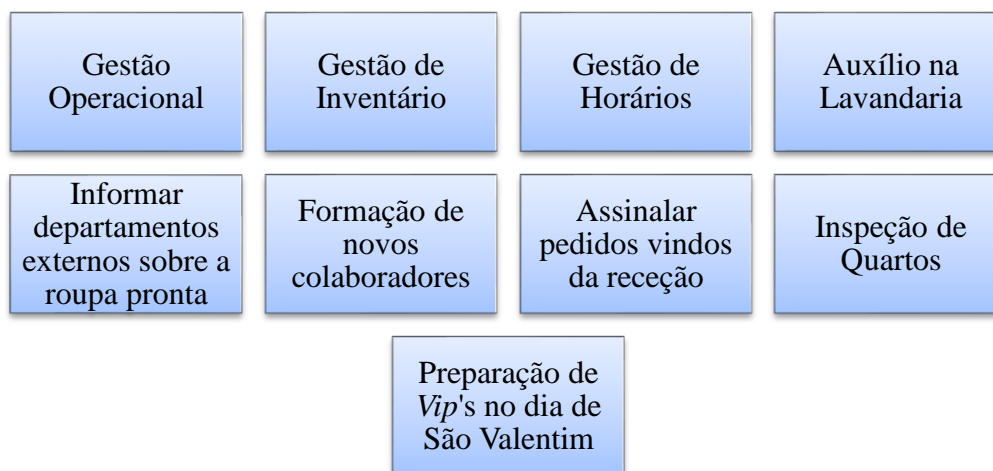 Gestão
Operacional
Gestão de
Inventário
Gestão de
Horários
Auxílio na
Lavandaria
Informar
departamentos
externos sobre a
roupa pronta
Formação de
novos
colaboradores
Assinalar
pedidos vindos
da receção
Inspeção de
Quartos
Preparação de
Vip's no dia de
São Valentim